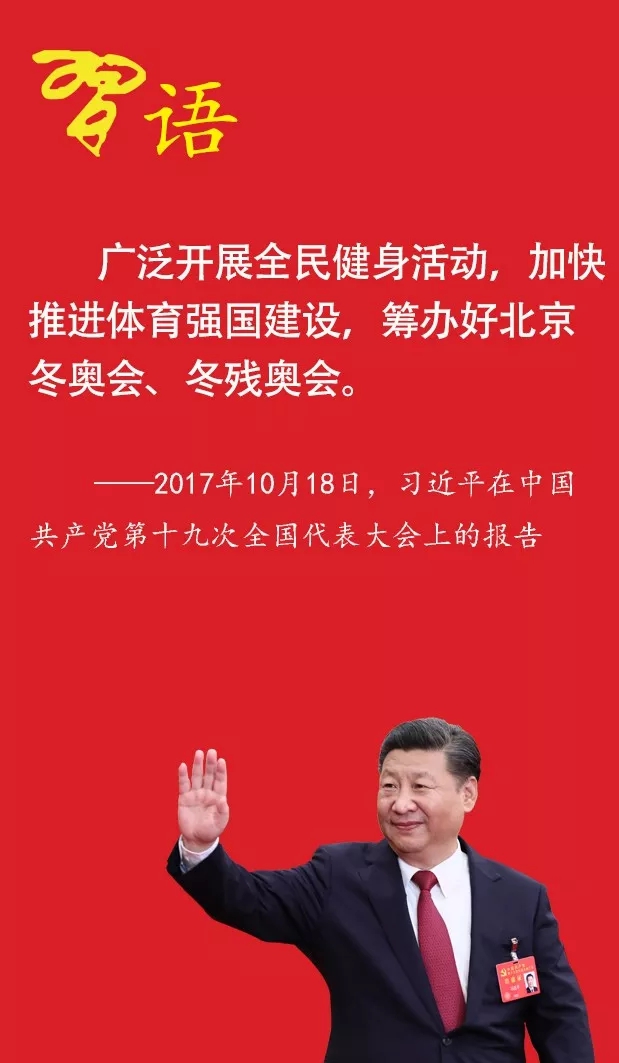 習语
广泛开展全民健身活动，加快
推进体育强国建设，筹办好北京
冬奥会、冬残奥会。
——2017年10月18日，习近平在中国
共产党第十九次全国代表大会上的报告